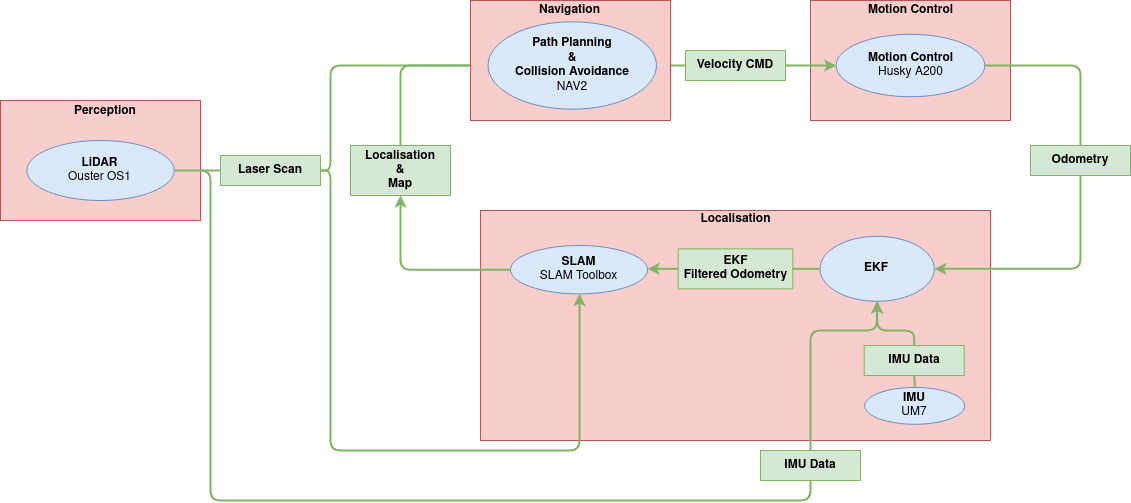 Navigation
Path Planning
&
Collision Avoidance
NAV2
Velocity CMD
Motion Control
Motion Control
Husky A200
Perception
LiDAR
Ouster OS1
Laser Scan
Localisation
&
Map
Odometry
Localisation
SLAM
SLAM Toolbox
EKF
Filtered Odometry
EKF
IMU Data
IMU
UM7
IMU Data